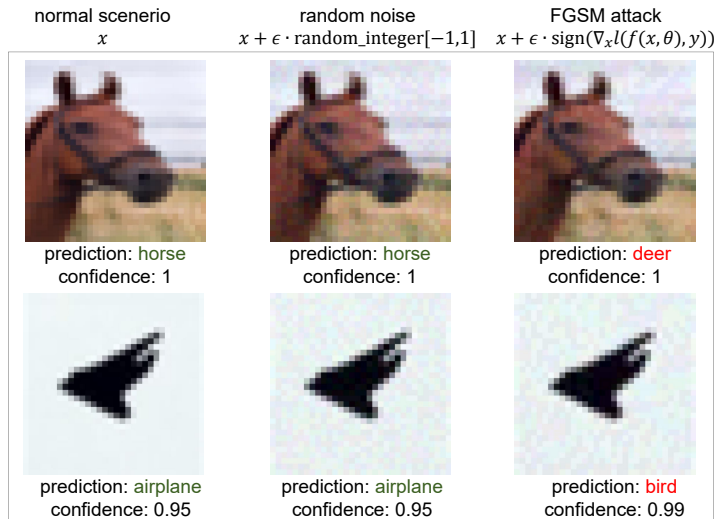 normal scenerio random noise FGSM attack
x x + ϵ · random_integer[−1,1] x + ϵ · sign(∇ₓl(f(x, θ), y))
prediction: horse prediction: horse prediction: deer
confidence: 1 confidence: 1 confidence: 1
prediction: airplane prediction: airplane prediction: bird
confidence: 0.95 confidence: 0.95 confidence: 0.99